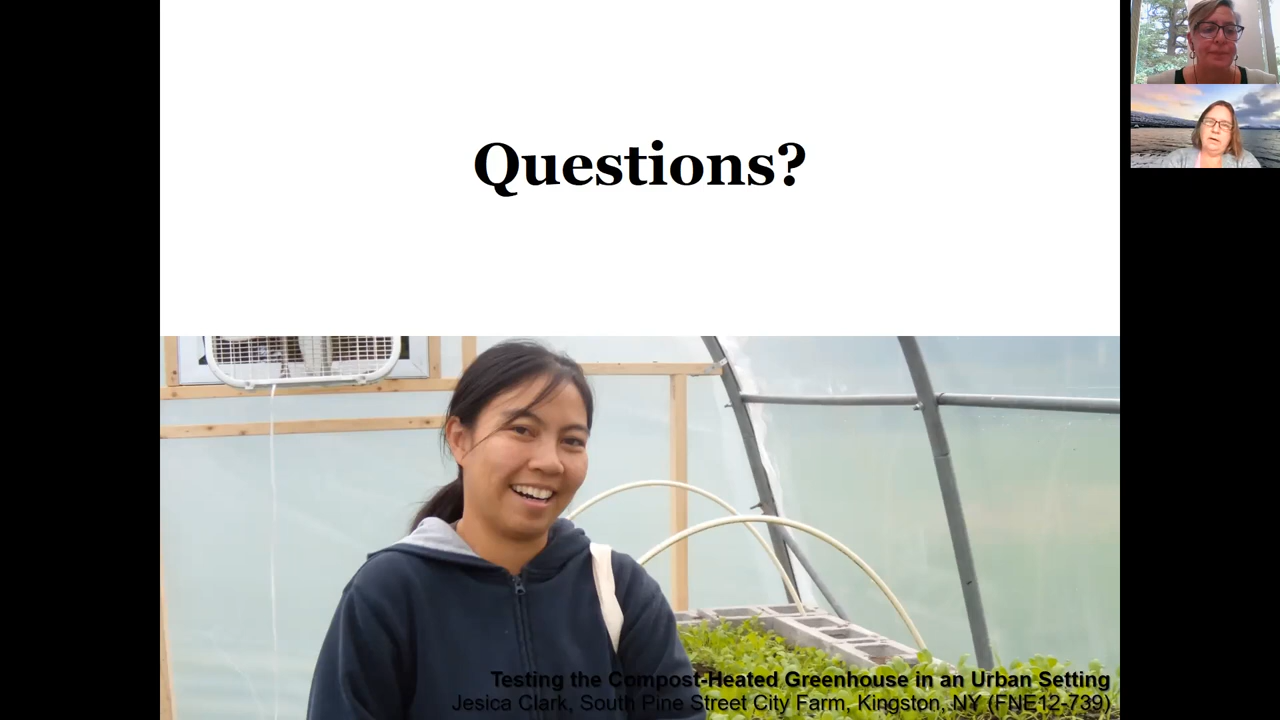 Questions?
Testing the Compost-Heated Greenhouse in an Urban Setting
Jesica Clark, South Pine Street City Farm, Kingston, NY (FNE12-739)